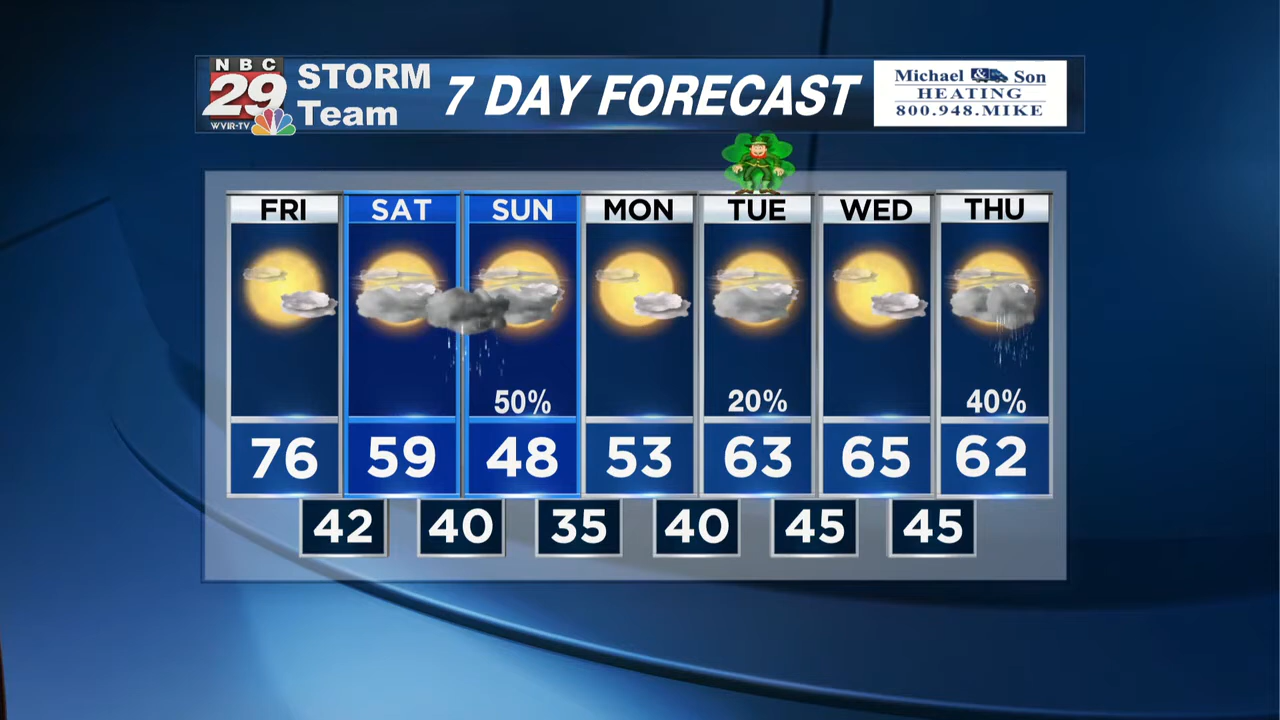 NBC
29
WVIR-TV
STORM
Team
7 DAY FORECAST
Michael & Son
HEATING
800.948.MIKE
FRI SAT SUN MON TUE WED THU
50% 20% 40%
76 59 48 53 63 65 62
42 40 35 40 45 45